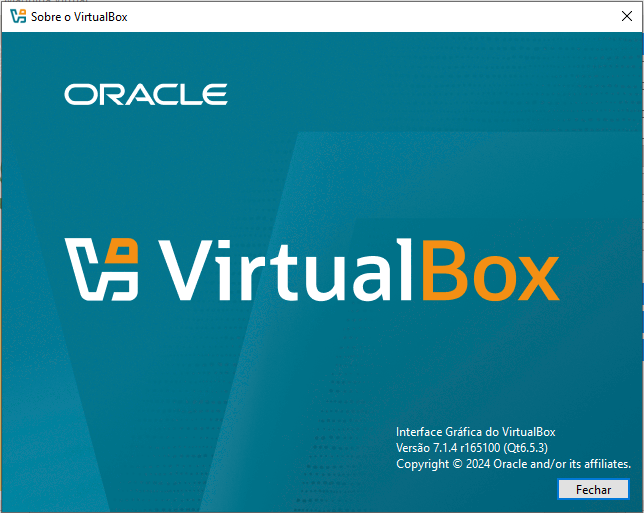 Sobre o VirtualBox
ORACLE
VirtualBox
Interface Gráfica do VirtualBox
Versão 7.1.4 r165100 (Qt6.5.3)
Copyright © 2024 Oracle and/or its affiliates.
Fechar